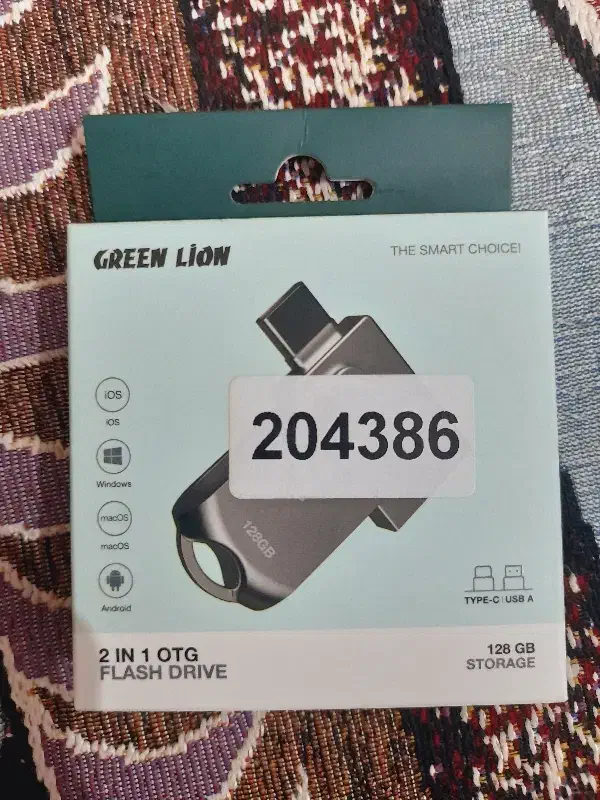 GREEN LION
THE SMART CHOICE!
iOS
iOS
204386
Windows
macOS
macOS
128GB
Android
TYPE-C | USB A
2 IN 1 OTG
FLASH DRIVE
128 GB
STORAGE